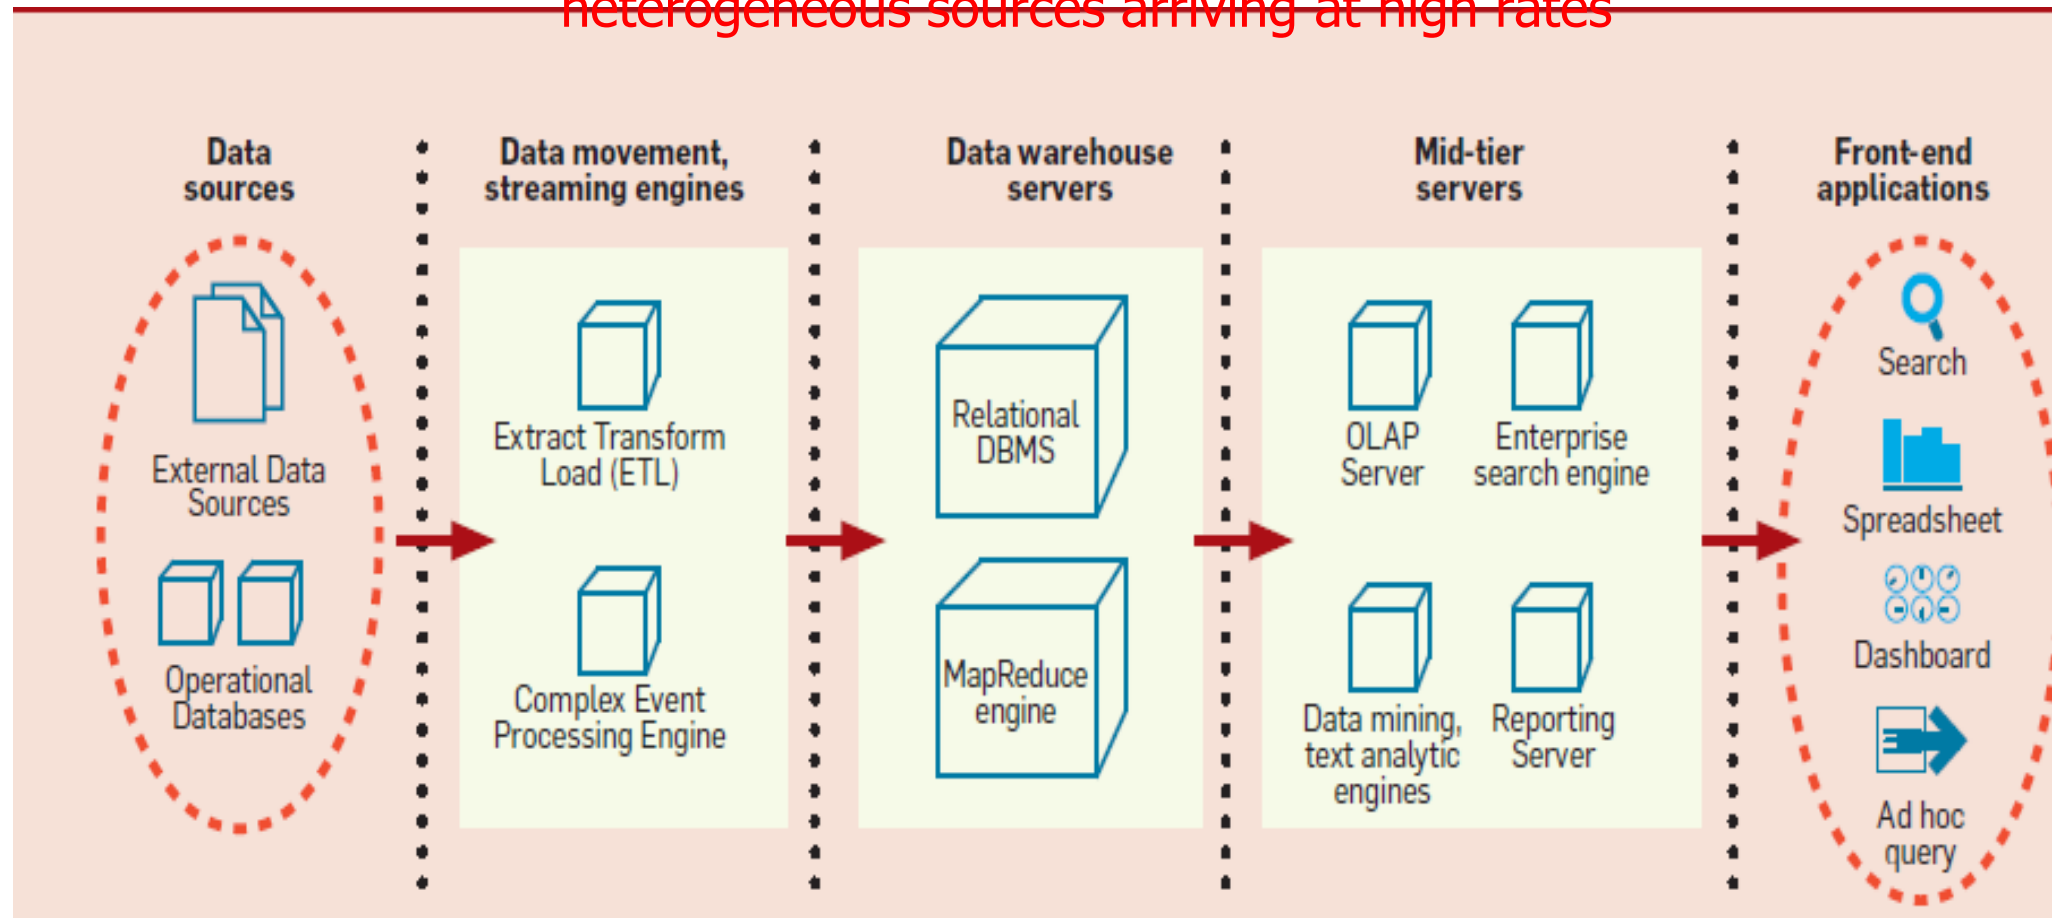 heterogeneous sources arriving at high rates
Data
sources
Data movement,
streaming engines
Data warehouse
servers
Mid-tier
servers
Front-end
applications
External Data
Sources
Operational
Databases
Extract Transform
Load (ETL)
Complex Event
Processing Engine
Relational
DBMS
MapReduce
engine
OLAP
Server
Enterprise
search engine
Data mining,
text analytic
engines
Reporting
Server
Search
Spreadsheet
Dashboard
Ad hoc
query